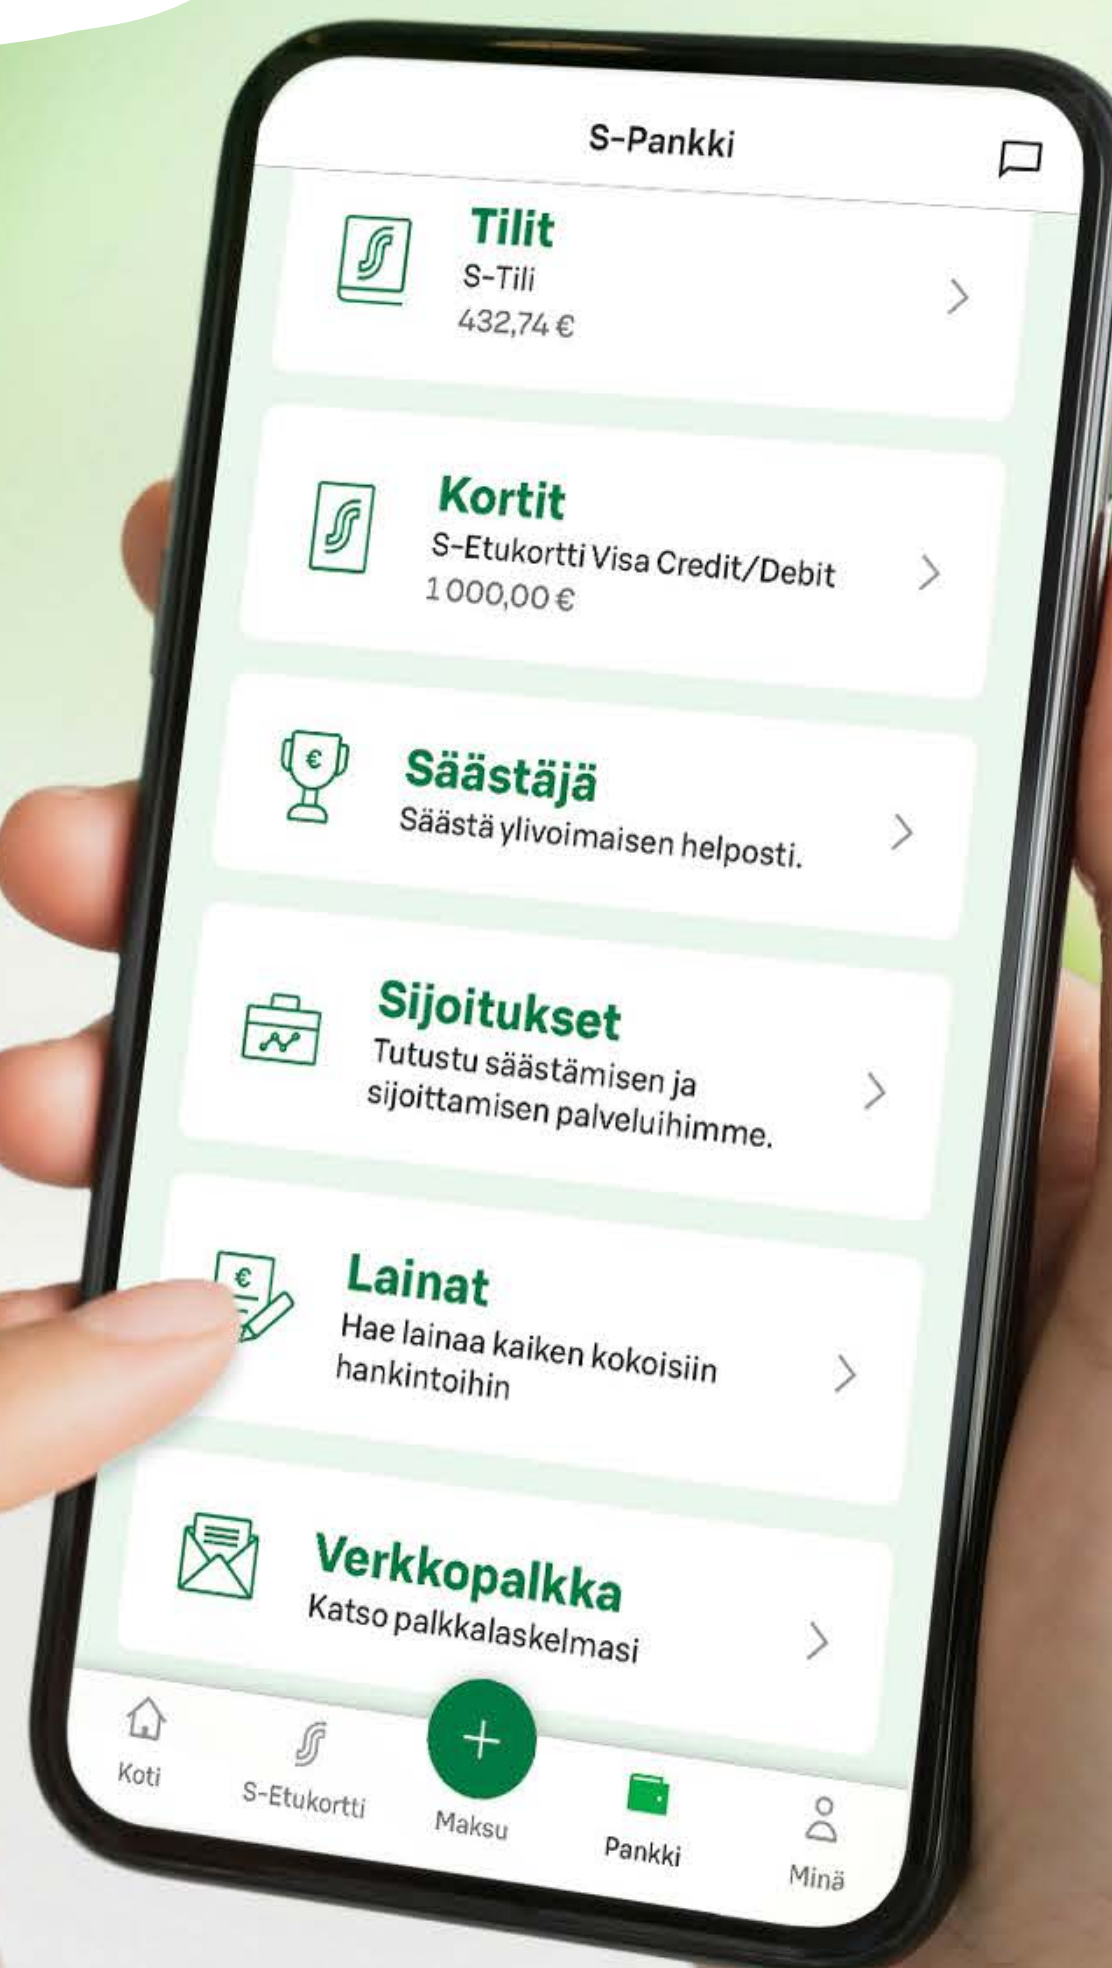 S-Pankki
Tilit
S-Tili
432,74 €
Kortit
S-Etukortti Visa Credit/Debit
1 000,00 €
€
Säästäjä
Säästä ylivoimaisen helposti.
Sijoitukset
Tutustu säästämisen ja
sijoittamisen palveluihimme.
€
Lainat
Hae lainaa kaiken kokoisiin
hankintoihin
Verkkopalkka
Katso palkkalaskelmasi
+
Koti
S-Etukortti
Maksu
Pankki
Minä